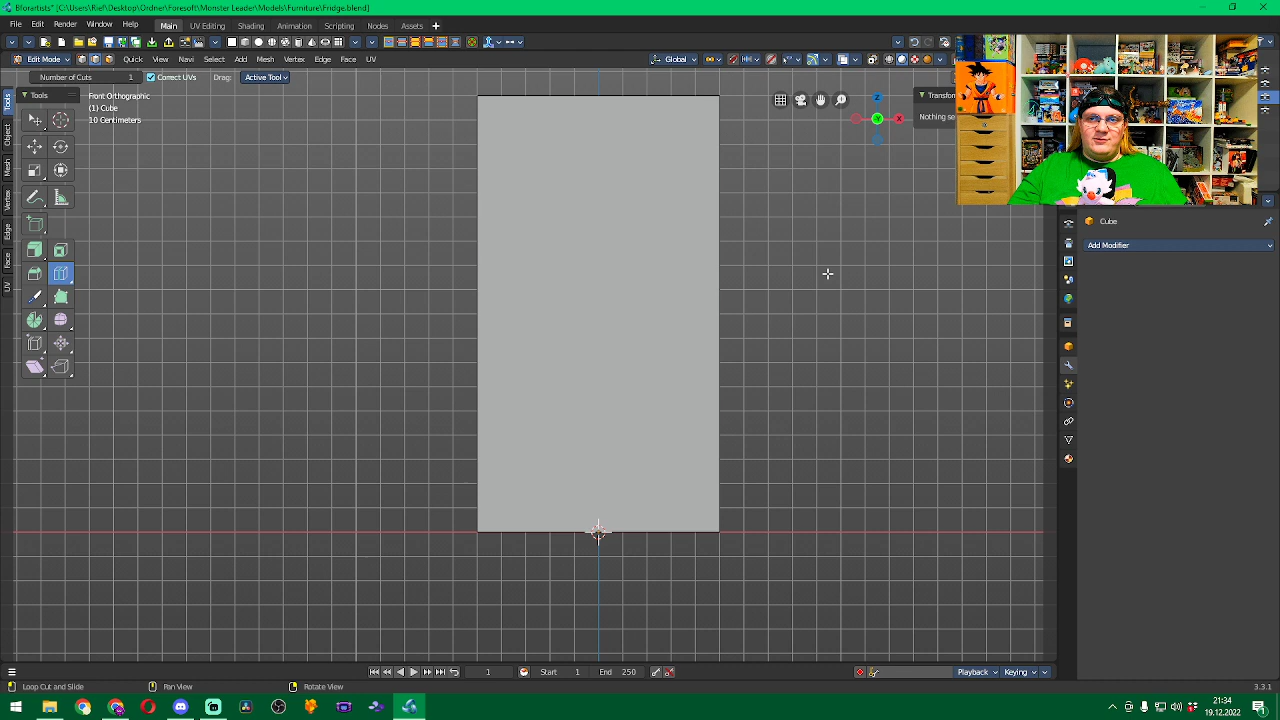 Bforartists* [C:\Users\Riel\Desktop\Ordner\Foresoft\Monster Leader\Models\Furniture\Fridge.blend]
File Edit Render Window Help Main UV Editing Shading Animation Scripting Nodes Assets
Edit Mode Quick View Select Navi Add Mesh Vertex Edge Face UV Global
Number of Cuts 1 Correct UVs Drag: Active Tool
Tools
Front Orthographic
(1) Cube
10 Centimeters
Transform
Nothing se
Z
Y
X
Tool
Object
Mesh
Vertex
Edge
Face
UV
Cube
Add Modifier
1 Start 1 End 250 Playback Keying
Loop Cut and Slide Pan View Rotate View 3.3.1
21:34
19.12.2022